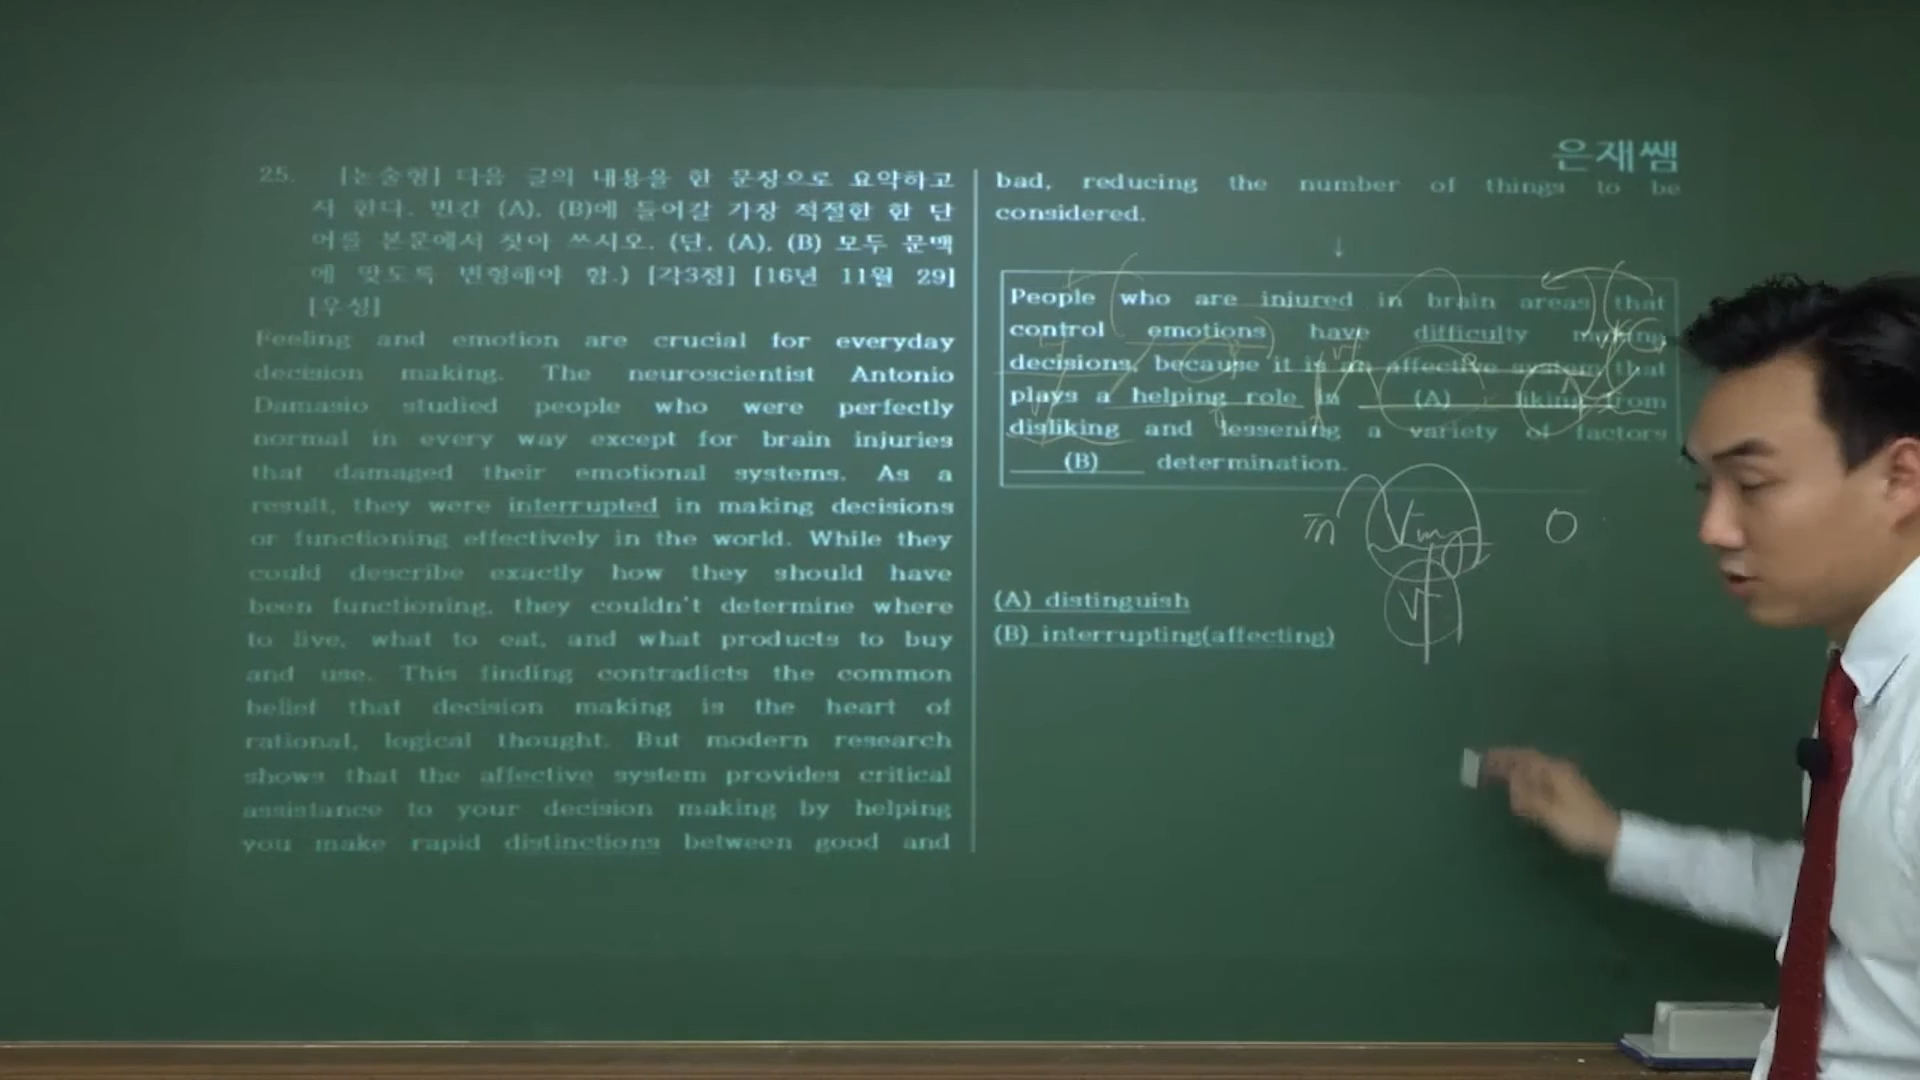 은재쌤
25. [논술형] 다음 글의 내용을 한 문장으로 요약하고
자 한다. 빈칸 (A), (B)에 들어갈 가장 적절한 한 단
어를 본문에서 찾아 쓰시오. (단, (A), (B) 모두 문맥
에 맞도록 변형해야 함.) [각3점] [16년 11월 29]
[우성]
Feeling and emotion are crucial for everyday
decision making. The neuroscientist Antonio
Damasio studied people who were perfectly
normal in every way except for brain injuries
that damaged their emotional systems. As a
result, they were interrupted in making decisions
or functioning effectively in the world. While they
could describe exactly how they should have
been functioning, they couldn't determine where
to live, what to eat, and what products to buy
and use. This finding contradicts the common
belief that decision making is the heart of
rational, logical thought. But modern research
shows that the affective system provides critical
assistance to your decision making by helping
you make rapid distinctions between good and
bad, reducing the number of things to be
considered.
↓
People who are injured in brain areas that
control emotions have difficulty making
decisions, because it is an affective system that
plays a helping role in (A) liking from
disliking and lessening a variety of factors
(B) determination.
in Ving O
(A) distinguish
(B) interrupting(affecting)